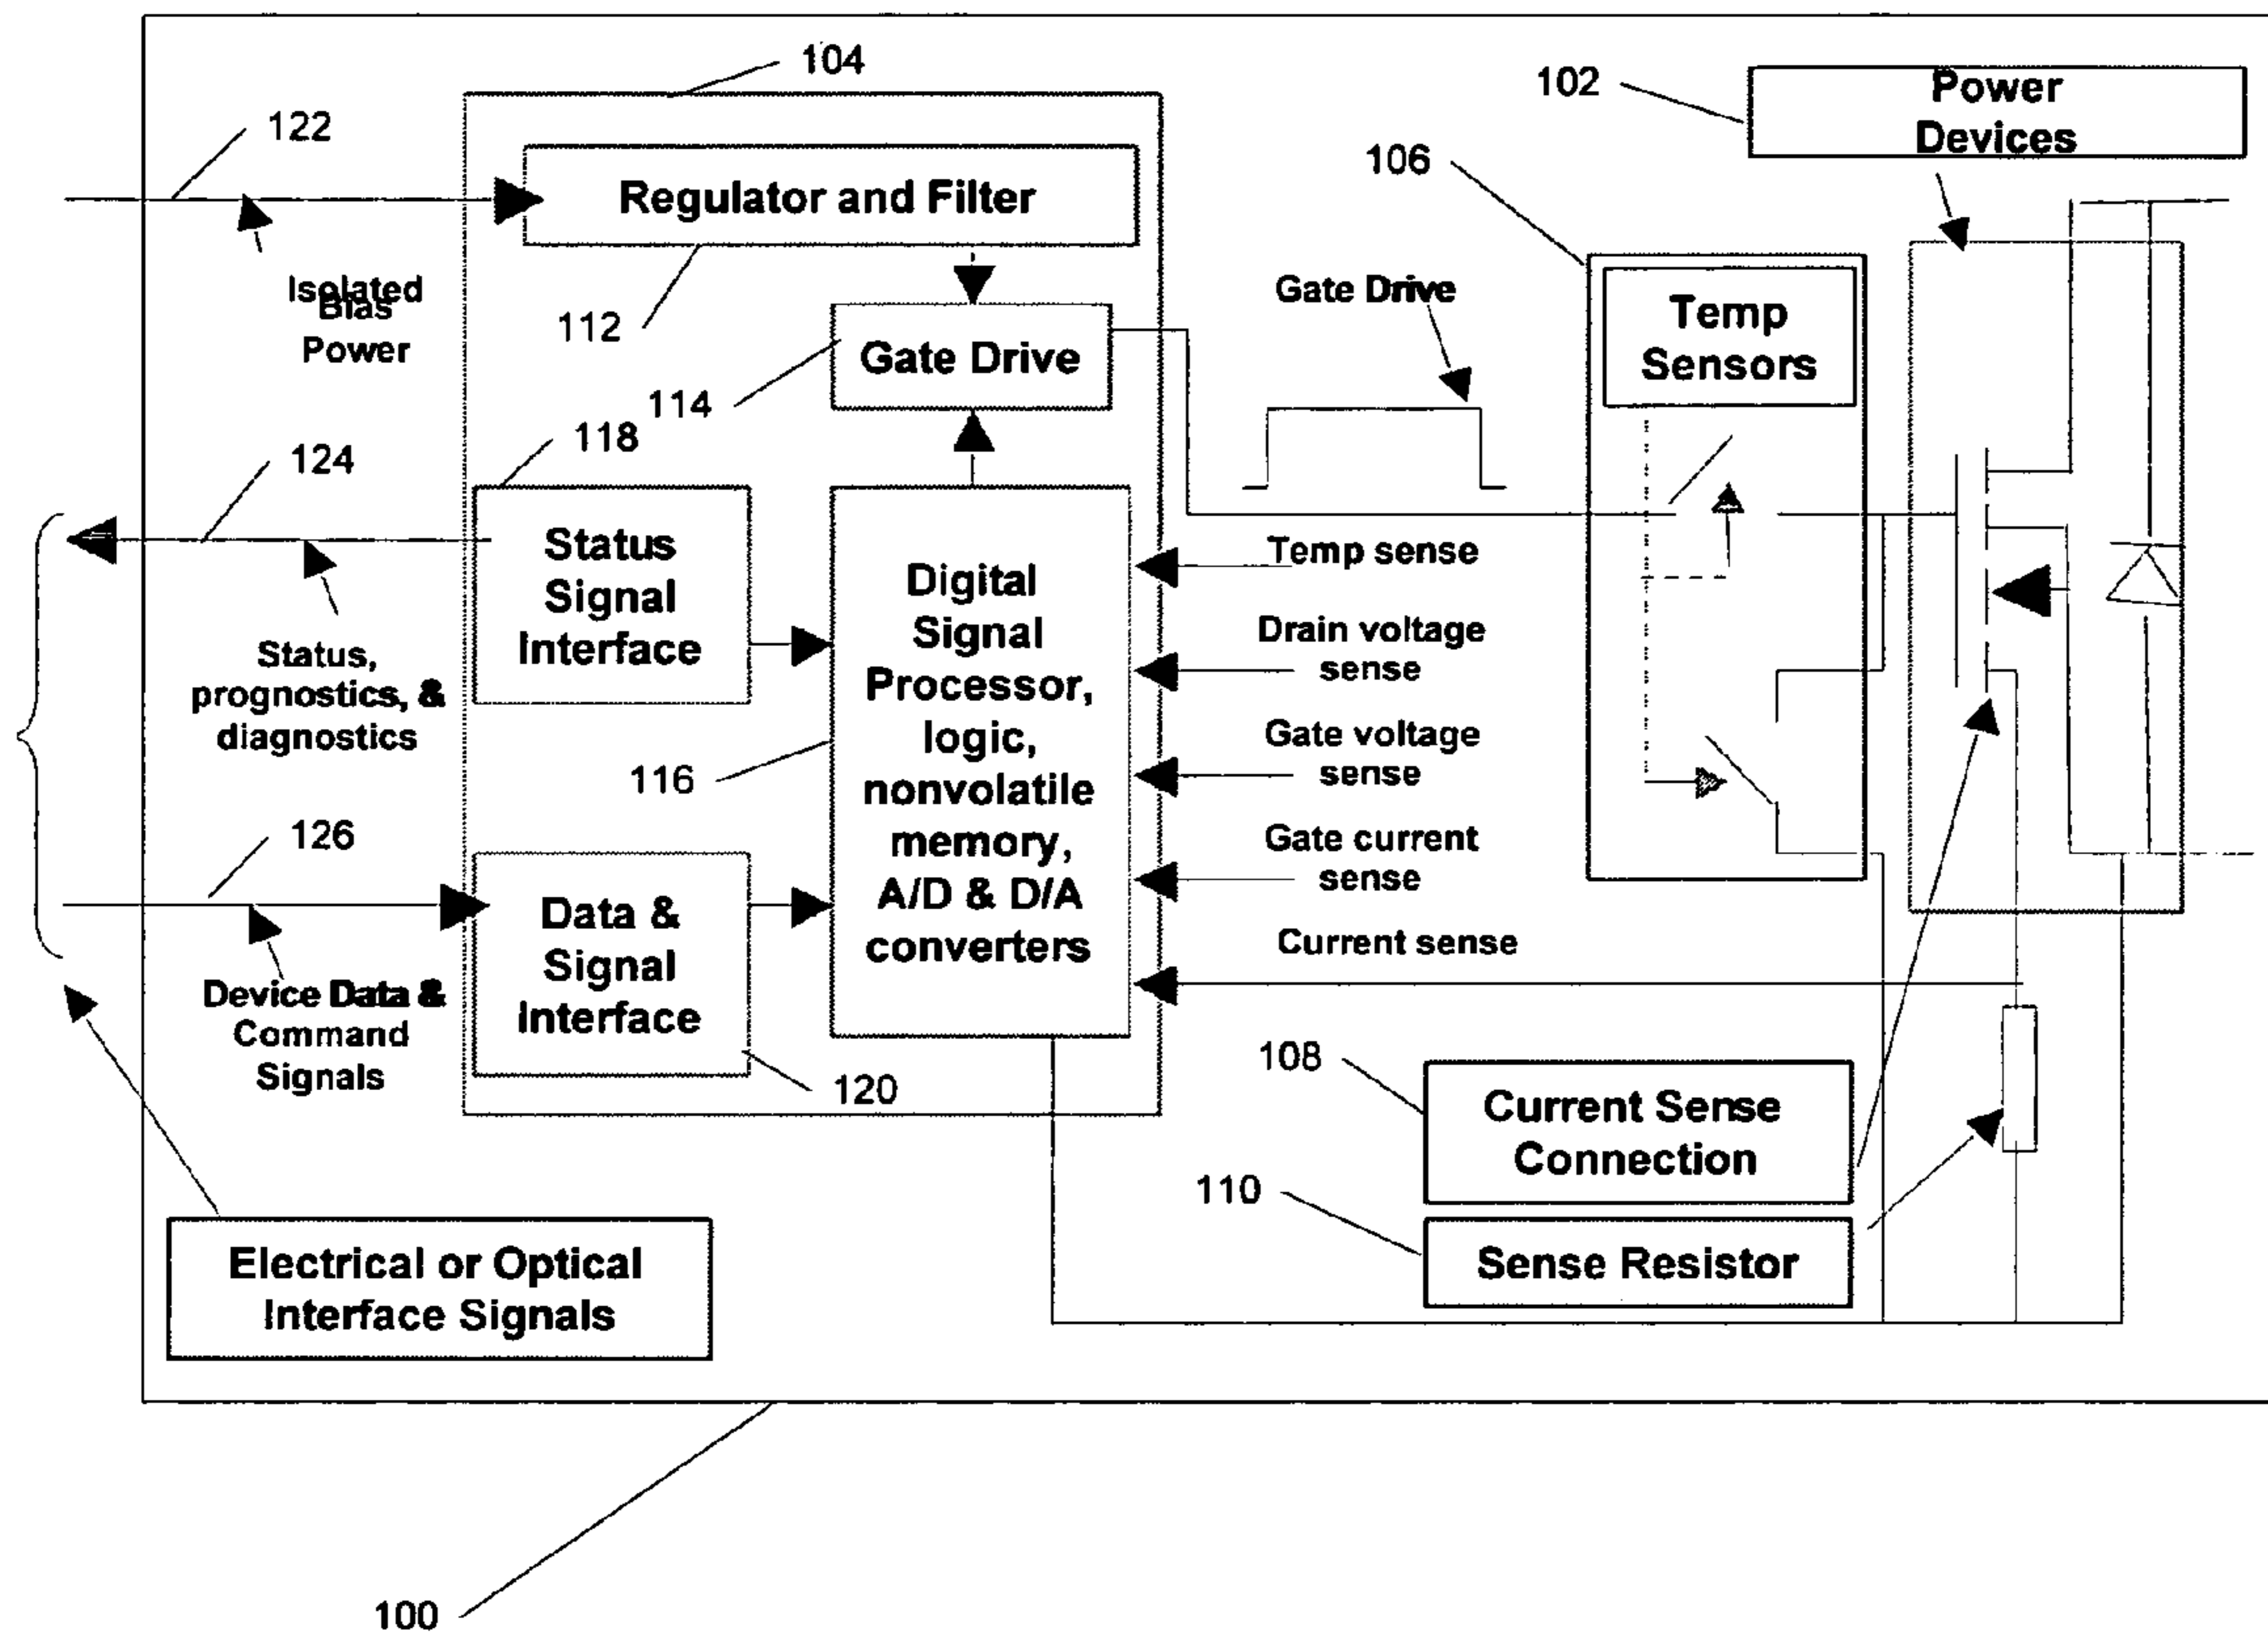 104
102
Power
Devices
122
106
Regulator and Filter
Isolated
Bias
Power
112
Gate Drive
Temp
Sensors
Gate Drive
114
118
124
Status
Signal
Interface
Digital
Signal
Processor,
logic,
nonvolatile
memory,
A/D & D/A
converters
Temp sense
Drain voltage
sense
Gate voltage
sense
Gate current
sense
Current sense
Status,
prognostics, &
diagnostics
116
126
Data &
Signal
Interface
Device Data &
Command
Signals
120
108
Current Sense
Connection
110
Sense Resistor
Electrical or Optical
Interface Signals
100